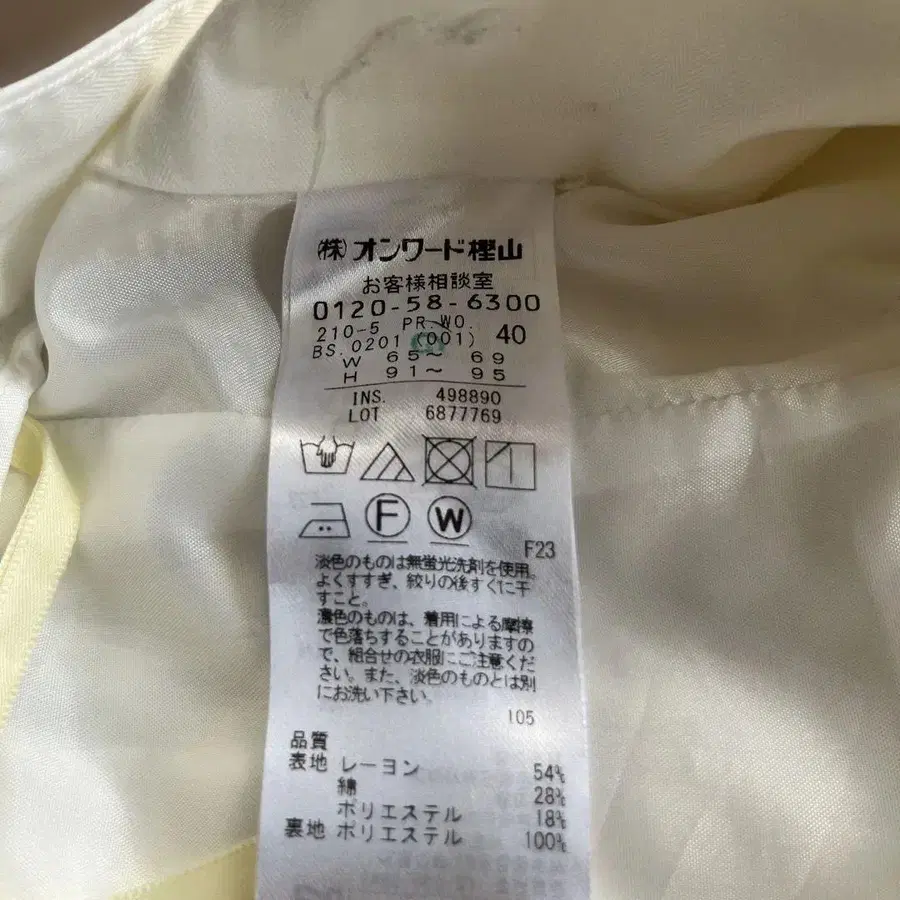 (株)オンワード樫山
お客様相談室
0120-58-6300
210-5 PR.WO.
BS.0201 (001) 40
W 65～ 69
H 91～ 95
INS. 498890
LOT 6877769
F
W
F23
淡色のものは無蛍光洗剤を使用。
よくすすぎ、絞りの後すぐに干
すこと。
濃色のものは、着用による摩擦
で色落ちすることがありますの
で、組合せの衣服にご注意くだ
さい。また、淡色のものとは別
にお洗い下さい。
105
品質
表地 レーヨン 54%
綿 28%
ポリエステル 18%
裏地 ポリエステル 100%